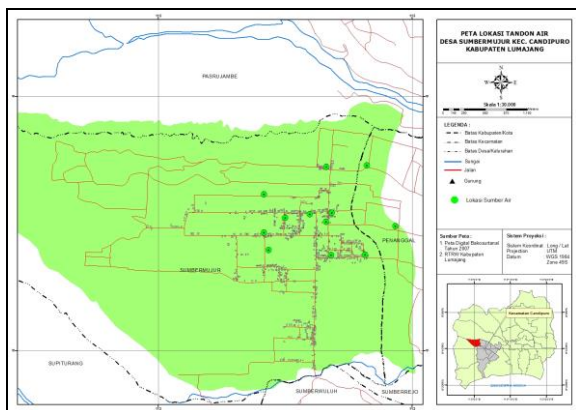 PETA LOKASI TANDON AIR
DESA SUMBERMUJUR KEC. CANDIPURO
KABUPATEN LUMAJANG
N
W E
S
Skala 1:30,000
LEGENDA :
Batas Kabupaten/Kota
Batas Kecamatan
Batas Desa/Kelurahan
Sungai
Jalan
Gunung
Lokasi Sumber Air
Sumber Peta :
1 Peta Digital Bakosurtanal
Tahun 2007
2 RTRW Kabupaten
Lumajang
Sistem Proyeksi :
Sistem Koordinat Long / Lat
Projection UTM
Datum WGS 1984
Zone 49S
Kecamatan Candipuro
PASRUJAMBE
PENANGGAL
SUMBERMUJUR
SUPITURANG
SUMBERWULUH
SUMBERREJO